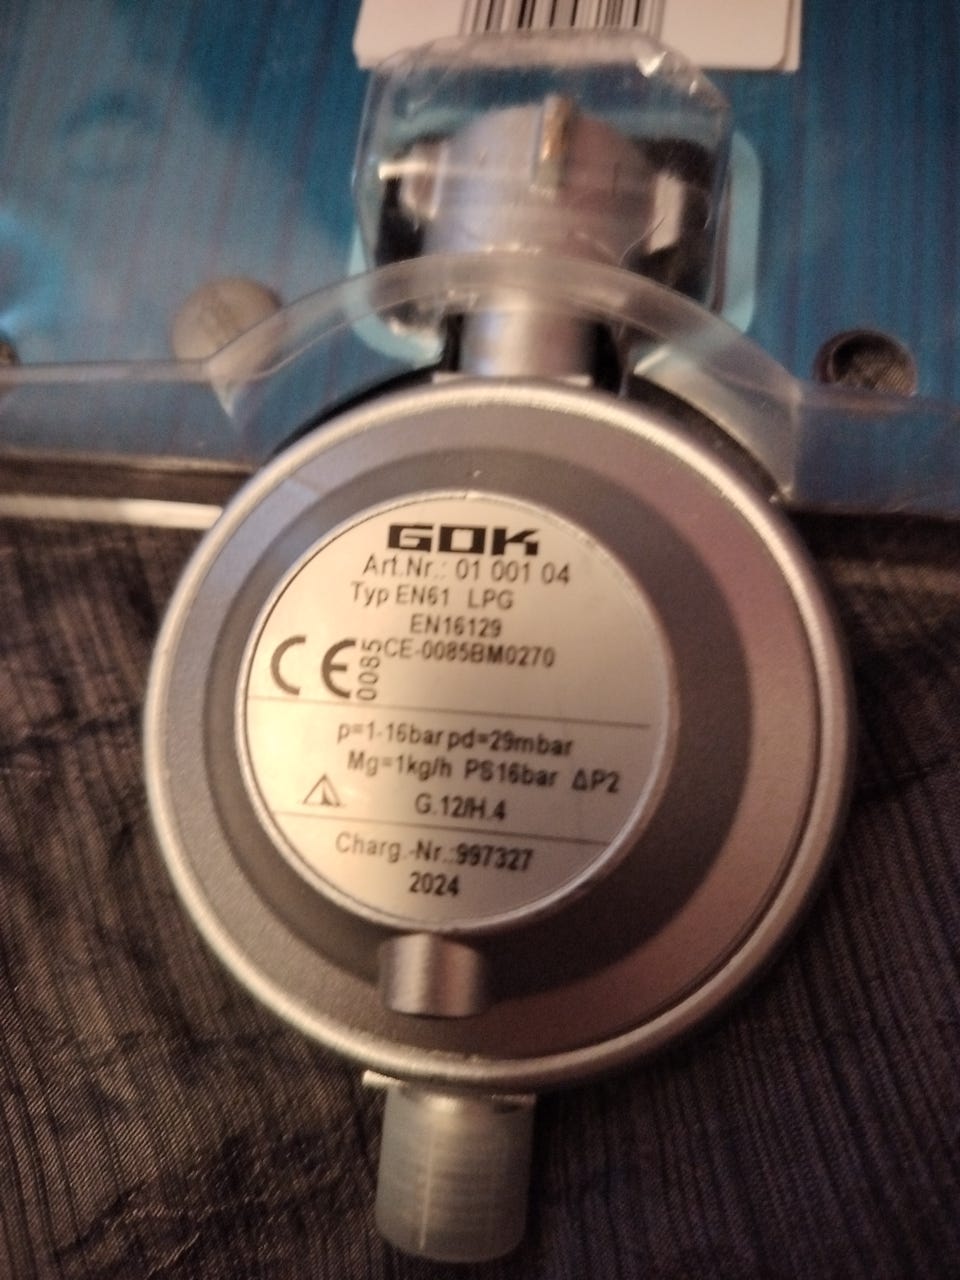 GOK
Art.Nr.: 01 001 04
Typ EN61 LPG
EN16129
CE-0085BM0270
CE 0085
p=1-16bar pd=29mbar
Mg=1kg/h PS16bar ΔP2
G.12/H.4
Charg.-Nr.:997327
2024